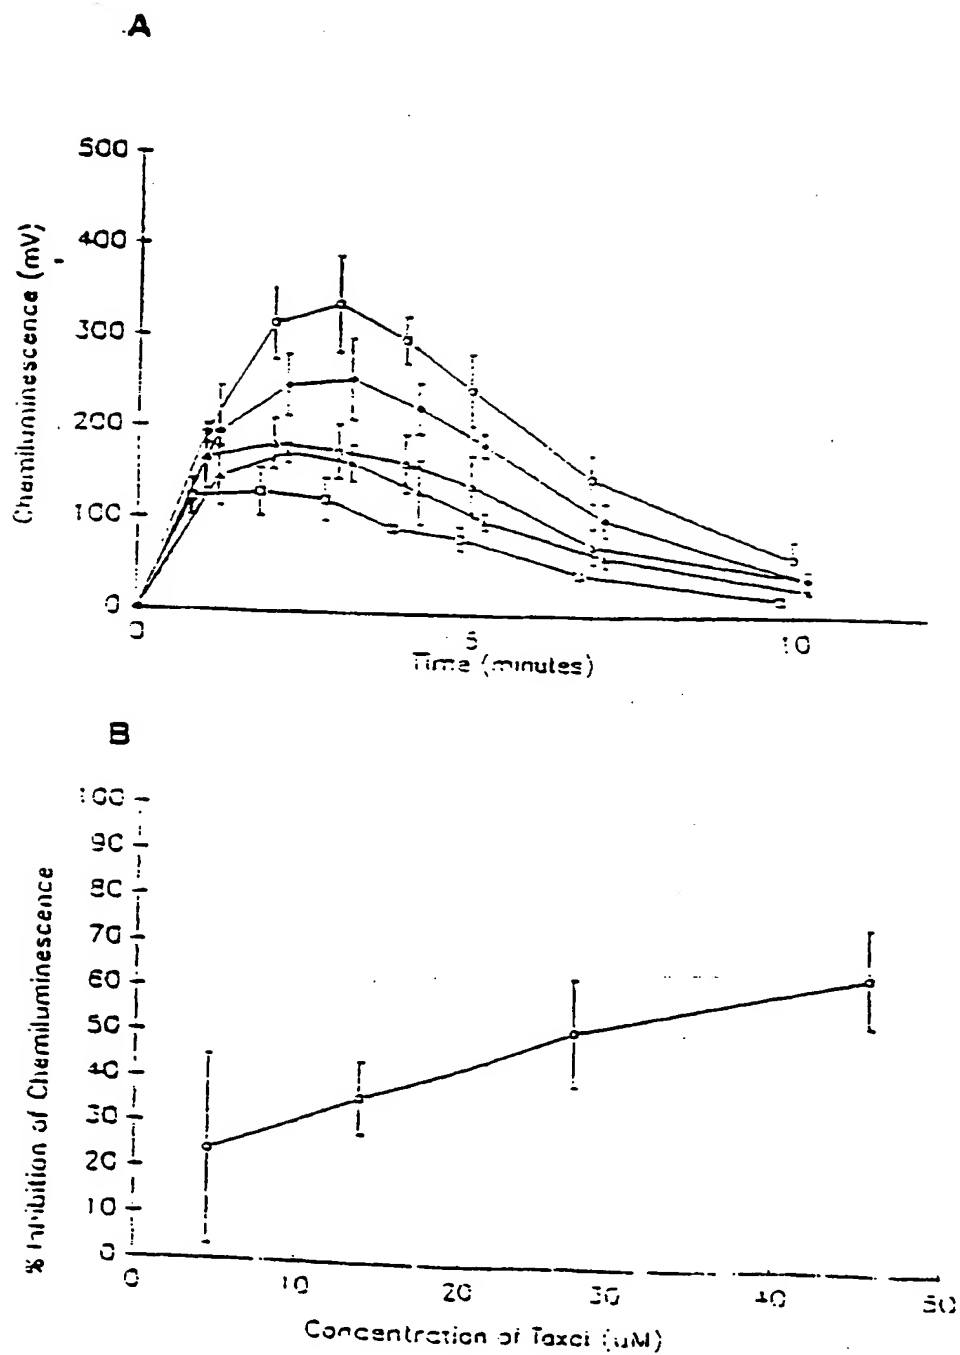 A
500
400
300
200
100
0
Chemiluminescence (mV)
0 5 10
Time (minutes)
B
100
90
80
70
60
50
40
30
20
10
0
% Inhibition of Chemiluminescence
0 10 20 30 40 50
Concentration of Taxol (uM)